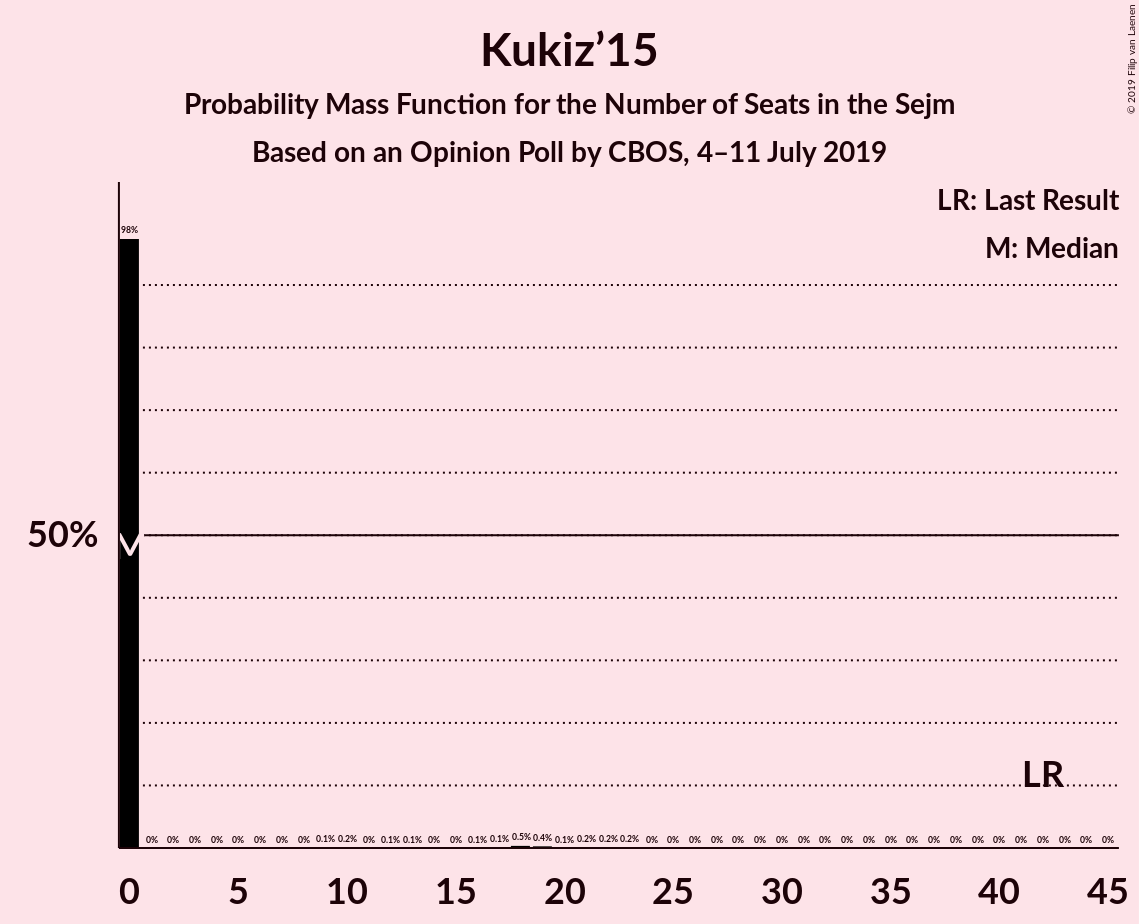 Kukiz’15
Probability Mass Function for the Number of Seats in the Sejm
Based on an Opinion Poll by CBOS, 4–11 July 2019
© 2019 Filip van Laenen
LR: Last Result
M: Median
98%
50%
LR
0% 0% 0% 0% 0% 0% 0% 0% 0.1% 0.2% 0% 0.1% 0.1% 0% 0% 0.1% 0.1% 0.5% 0.4% 0.1% 0.2% 0.2% 0.2% 0% 0% 0% 0% 0% 0% 0% 0% 0% 0% 0% 0% 0% 0% 0% 0% 0% 0% 0% 0% 0% 0%
0 5 10 15 20 25 30 35 40 45